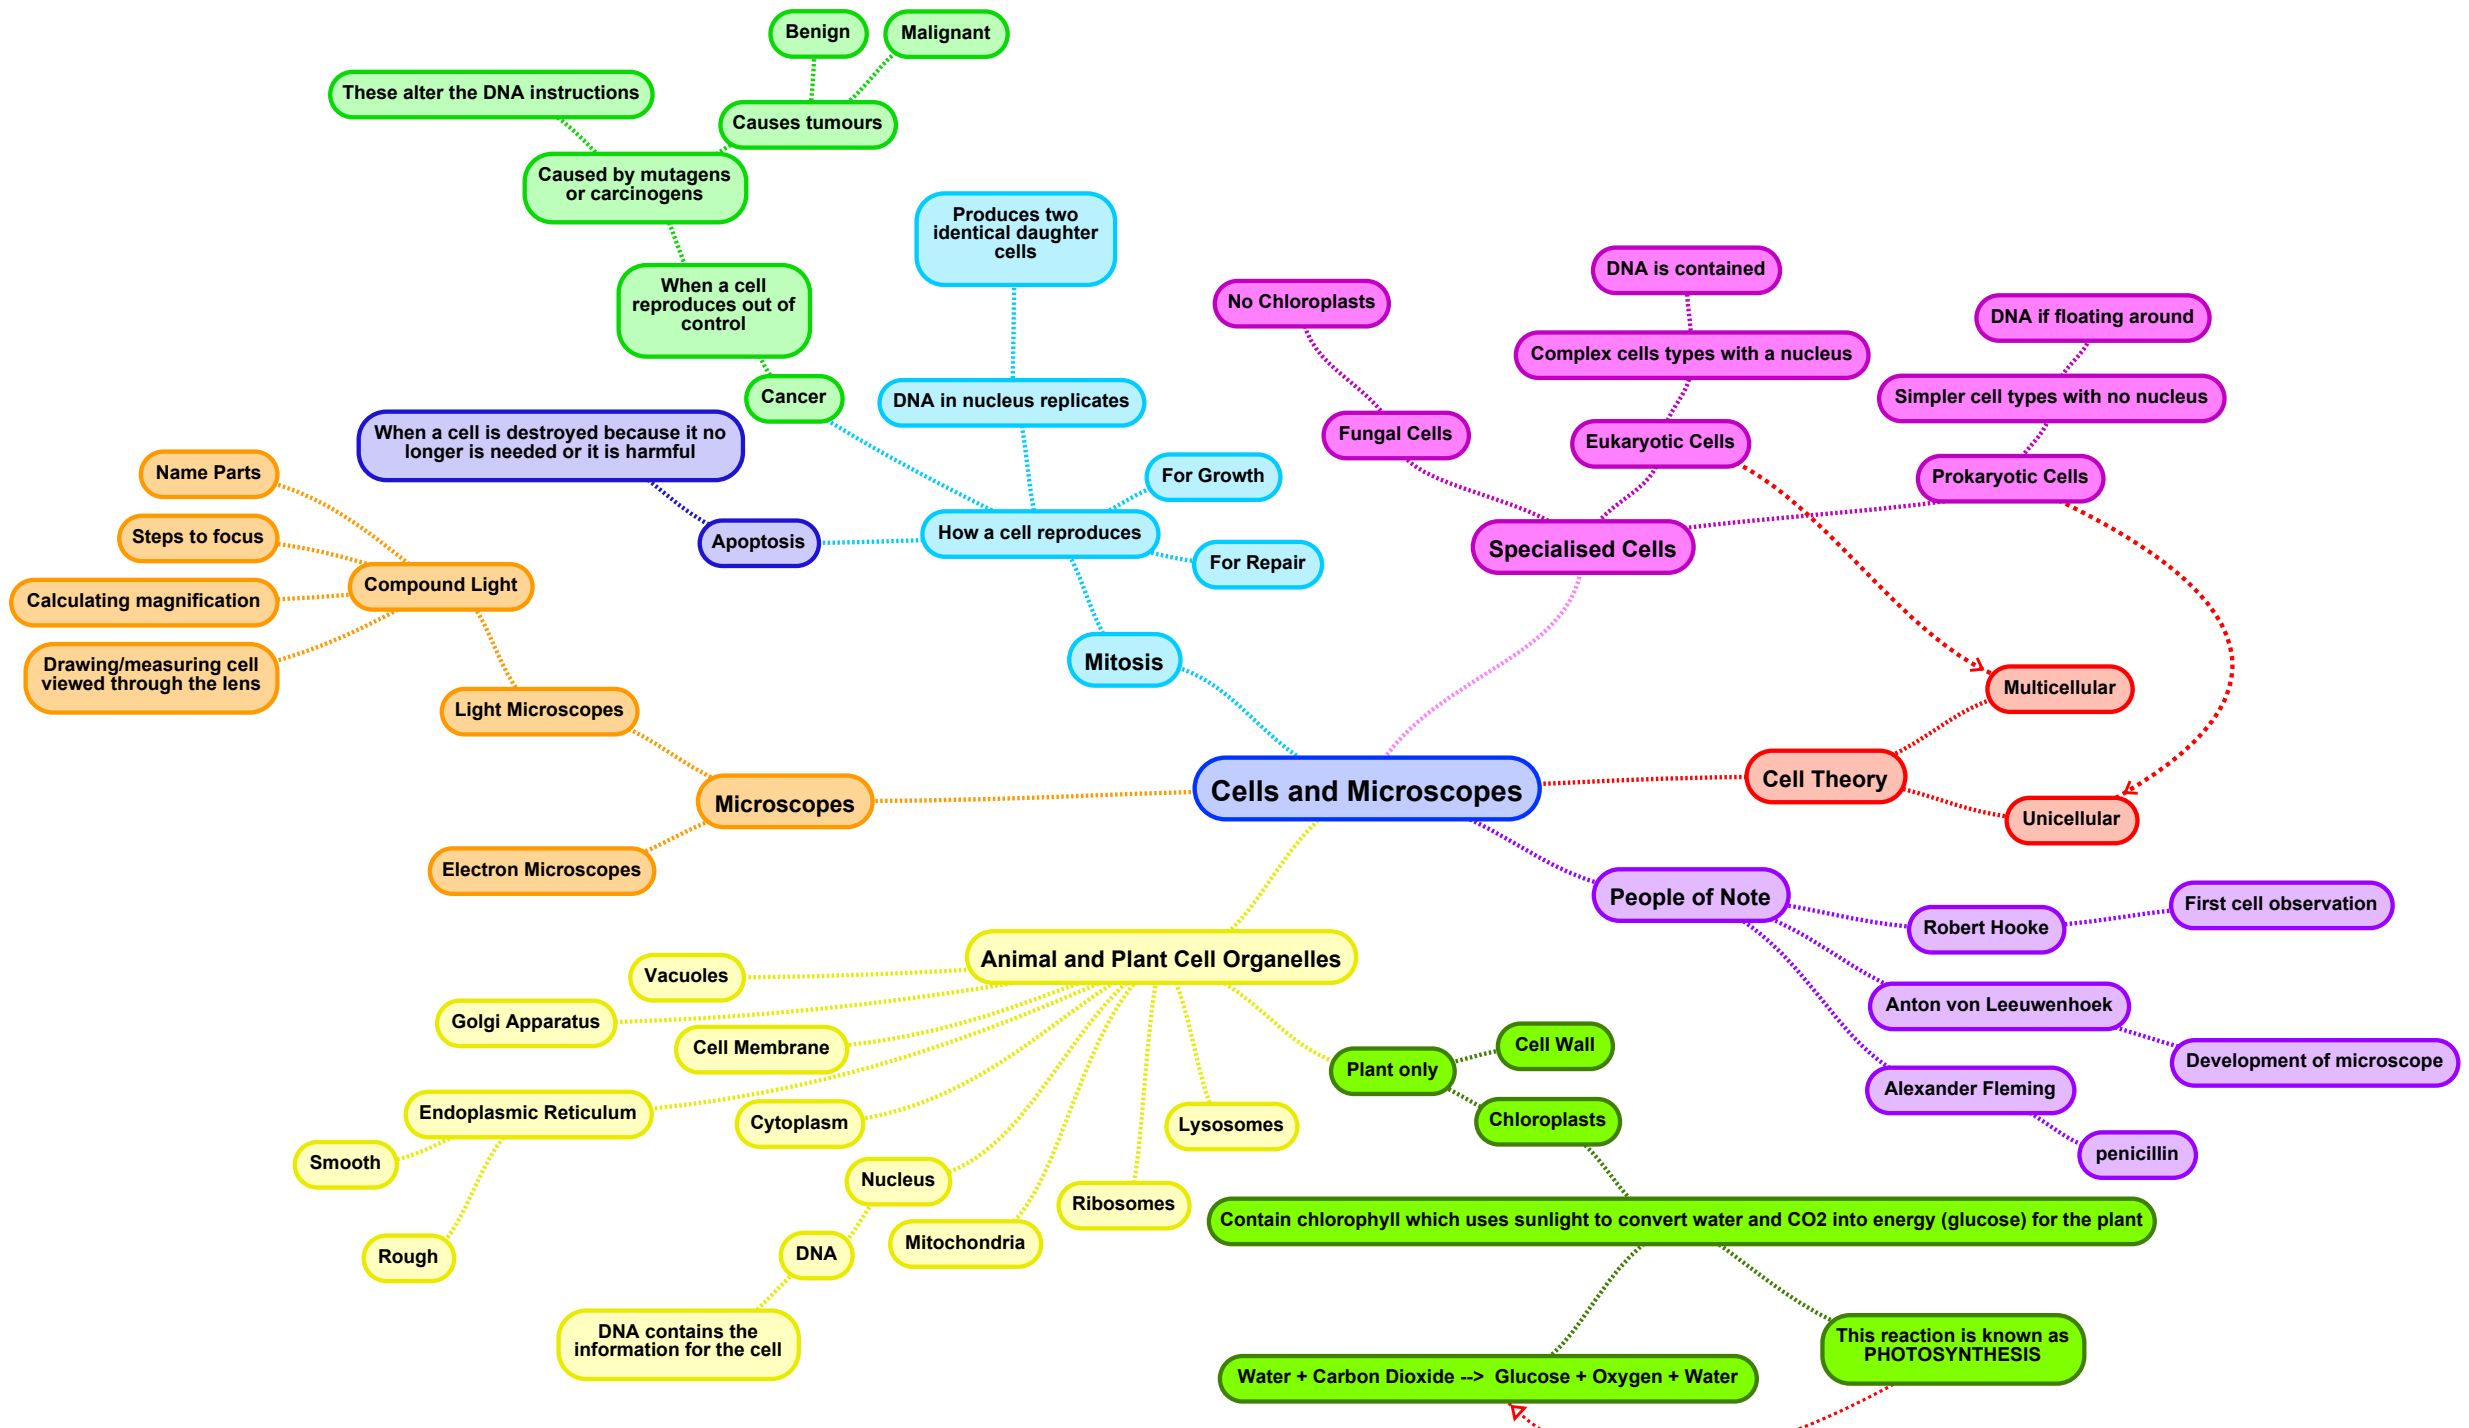 Benign
Malignant
These alter the DNA instructions
Causes tumours
Caused by mutagens
or carcinogens
When a cell
reproduces out of
control
Cancer
Produces two
identical daughter
cells
DNA in nucleus replicates
When a cell is destroyed because it no
longer is needed or it is harmful
Apoptosis
How a cell reproduces
For Growth
For Repair
Mitosis
No Chloroplasts
Fungal Cells
DNA is contained
Complex cells types with a nucleus
Eukaryotic Cells
DNA if floating around
Simpler cell types with no nucleus
Prokaryotic Cells
Specialised Cells
Name Parts
Steps to focus
Calculating magnification
Drawing/measuring cell
viewed through the lens
Compound Light
Light Microscopes
Microscopes
Electron Microscopes
Cells and Microscopes
Cell Theory
Multicellular
Unicellular
People of Note
Robert Hooke
First cell observation
Anton von Leeuwenhoek
Development of microscope
Alexander Fleming
penicillin
Animal and Plant Cell Organelles
Vacuoles
Golgi Apparatus
Cell Membrane
Endoplasmic Reticulum
Smooth
Rough
Cytoplasm
Nucleus
DNA
DNA contains the
information for the cell
Mitochondria
Ribosomes
Lysosomes
Plant only
Cell Wall
Chloroplasts
Contain chlorophyll which uses sunlight to convert water and CO2 into energy (glucose) for the plant
Water + Carbon Dioxide --> Glucose + Oxygen + Water
This reaction is known as
PHOTOSYNTHESIS